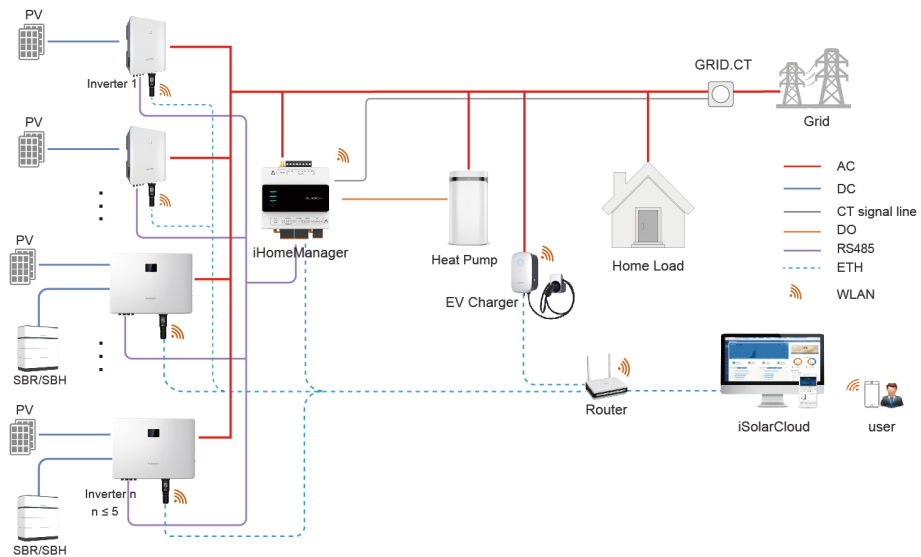 PV
Inverter 1
GRID.CT
Grid
PV
iHomeManager
Heat Pump
EV Charger
Home Load
AC
DC
CT signal line
DO
RS485
ETH
WLAN
PV
SBR/SBH
Router
iSolarCloud
user
PV
Inverter n
n ≤ 5
SBR/SBH